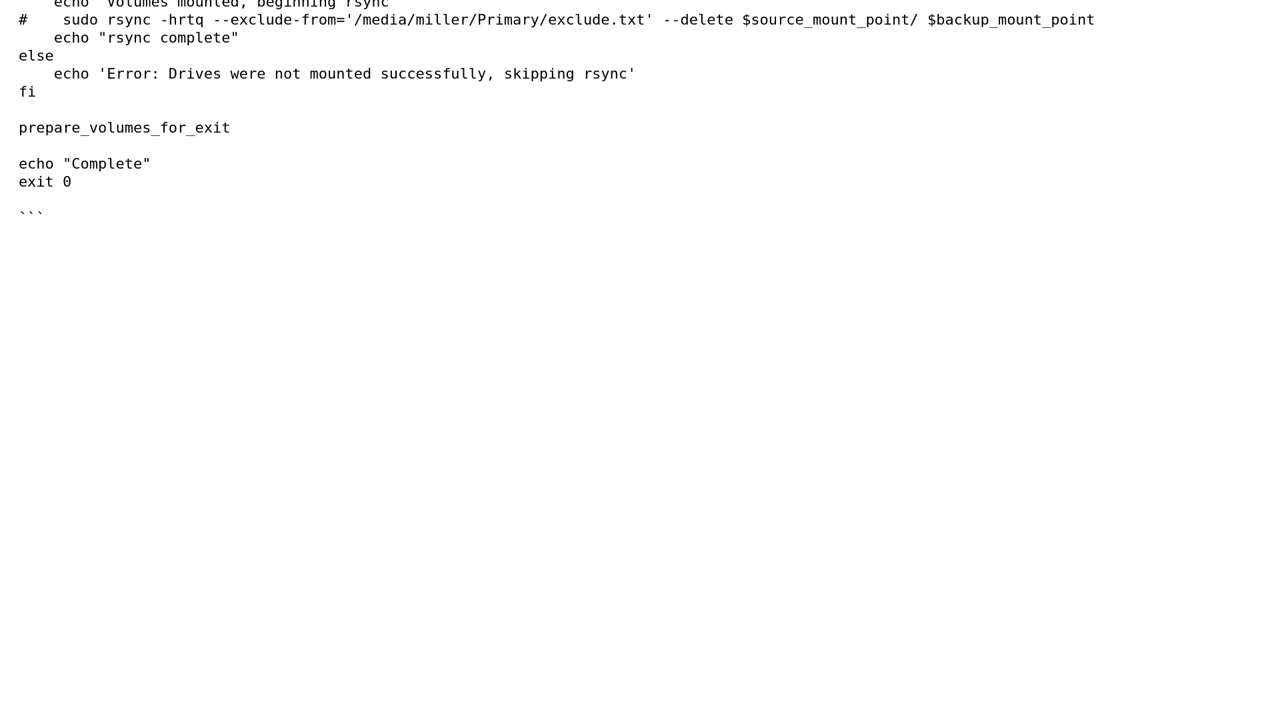 echo "Volumes mounted, beginning rsync"
#    sudo rsync -hrtq --exclude-from='/media/miller/Primary/exclude.txt' --delete $source_mount_point/ $backup_mount_point
    echo "rsync complete"
else
    echo 'Error: Drives were not mounted successfully, skipping rsync'
fi

prepare_volumes_for_exit

echo "Complete"
exit 0

```